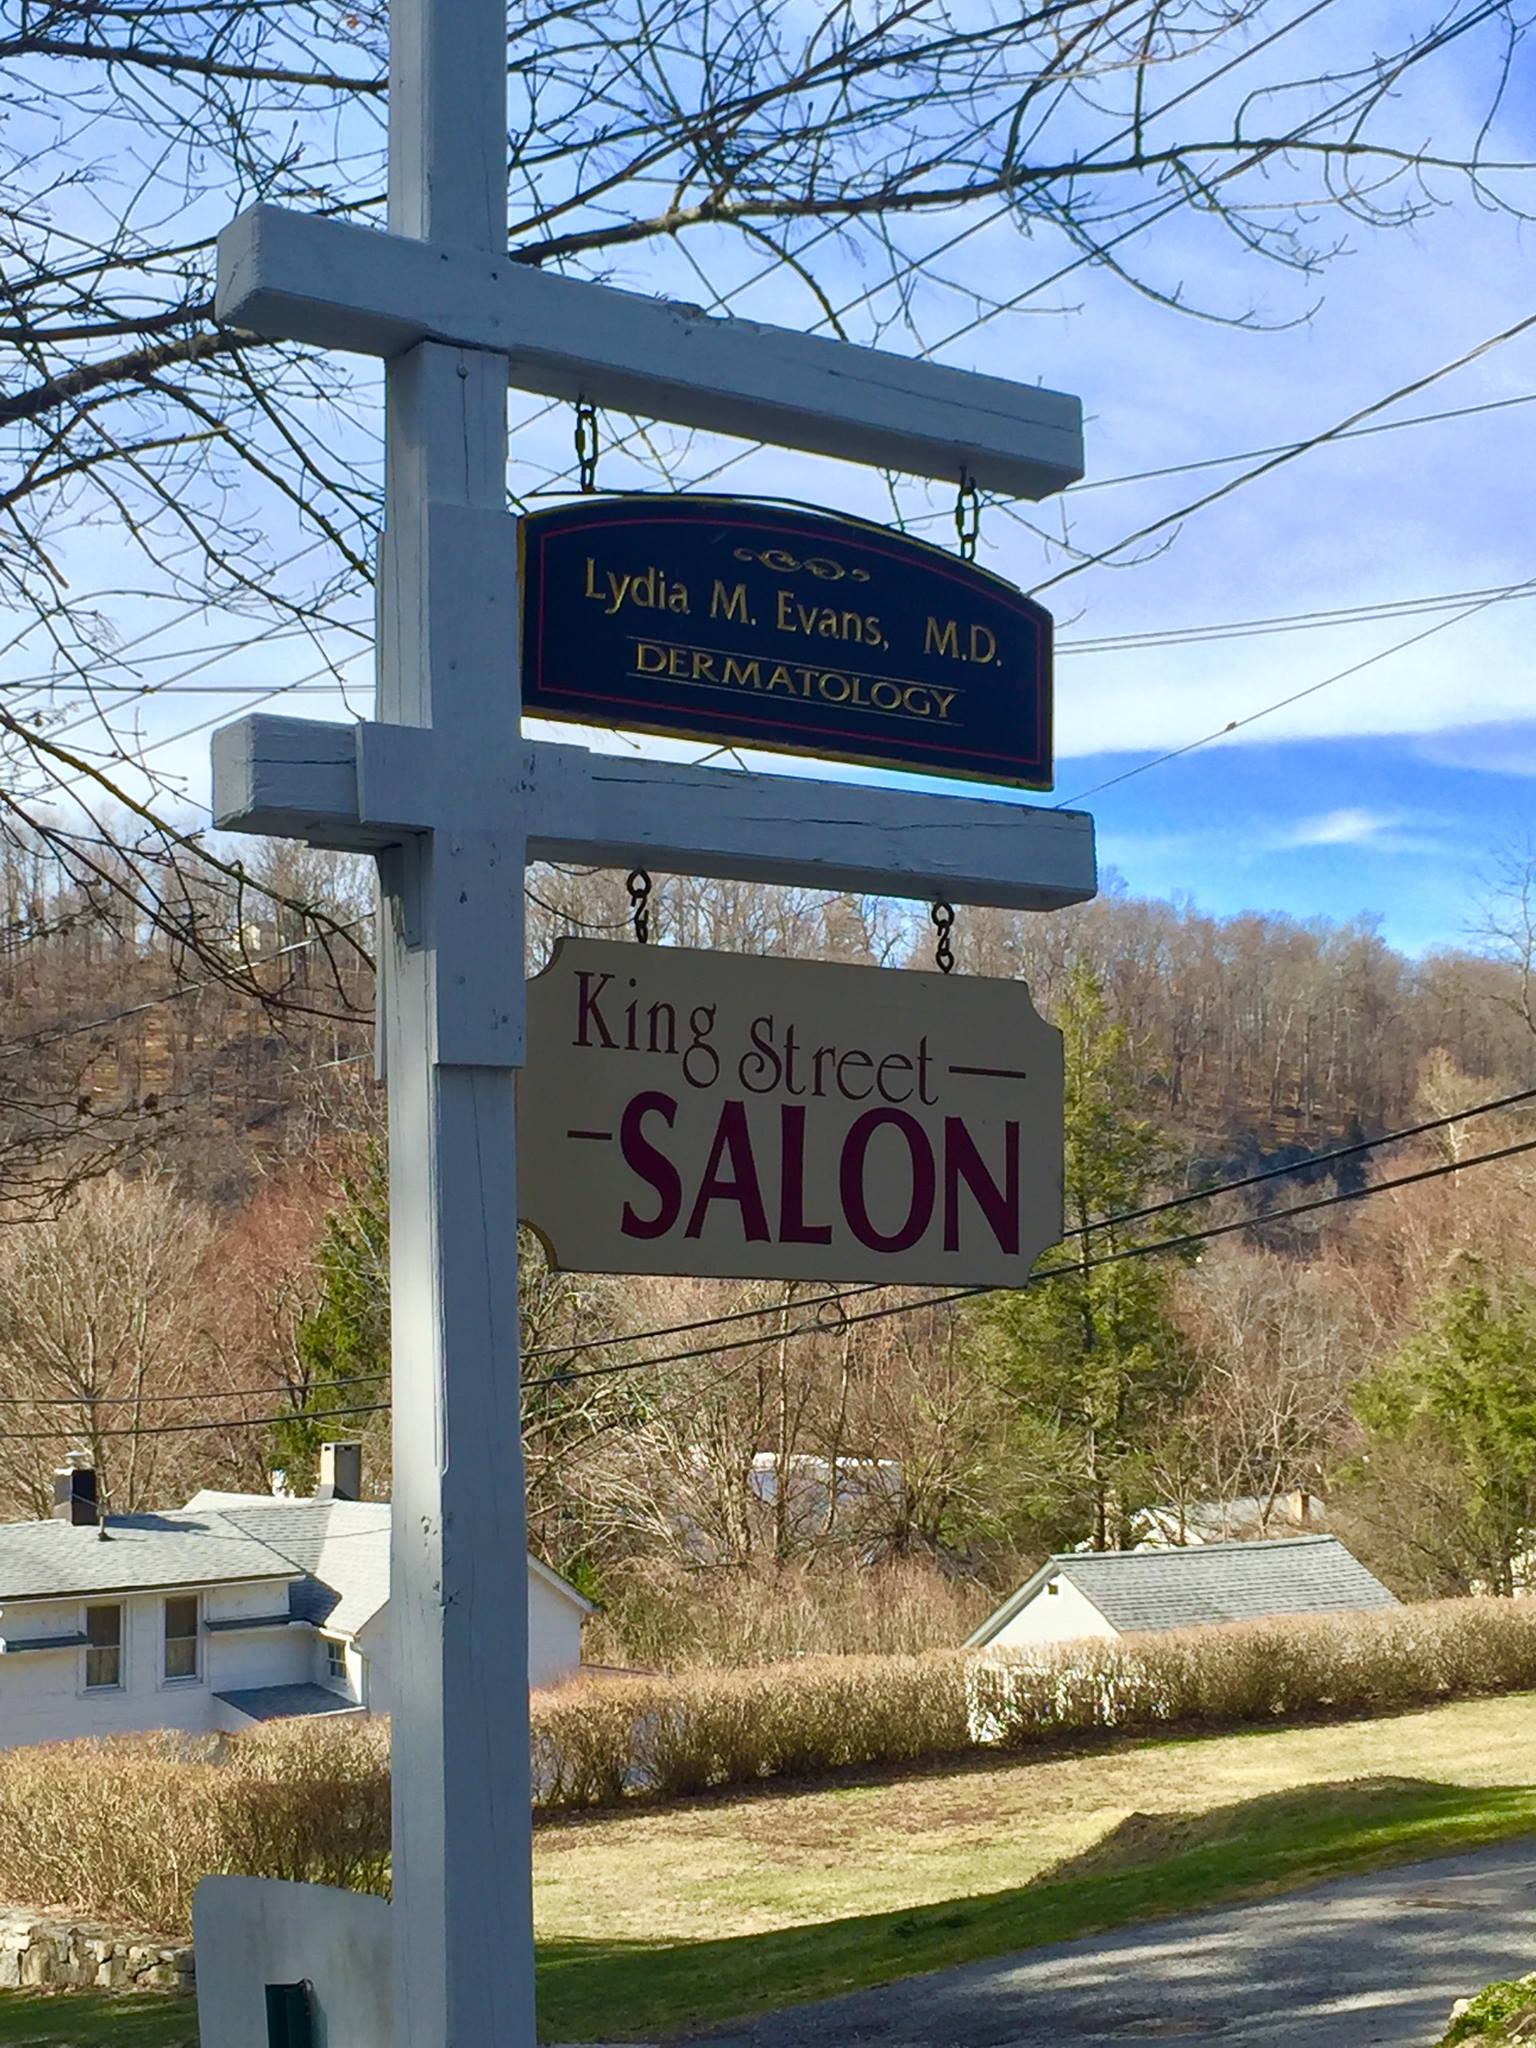 Lydia M. Evans, M.D.
DERMATOLOGY
King Street
SALON